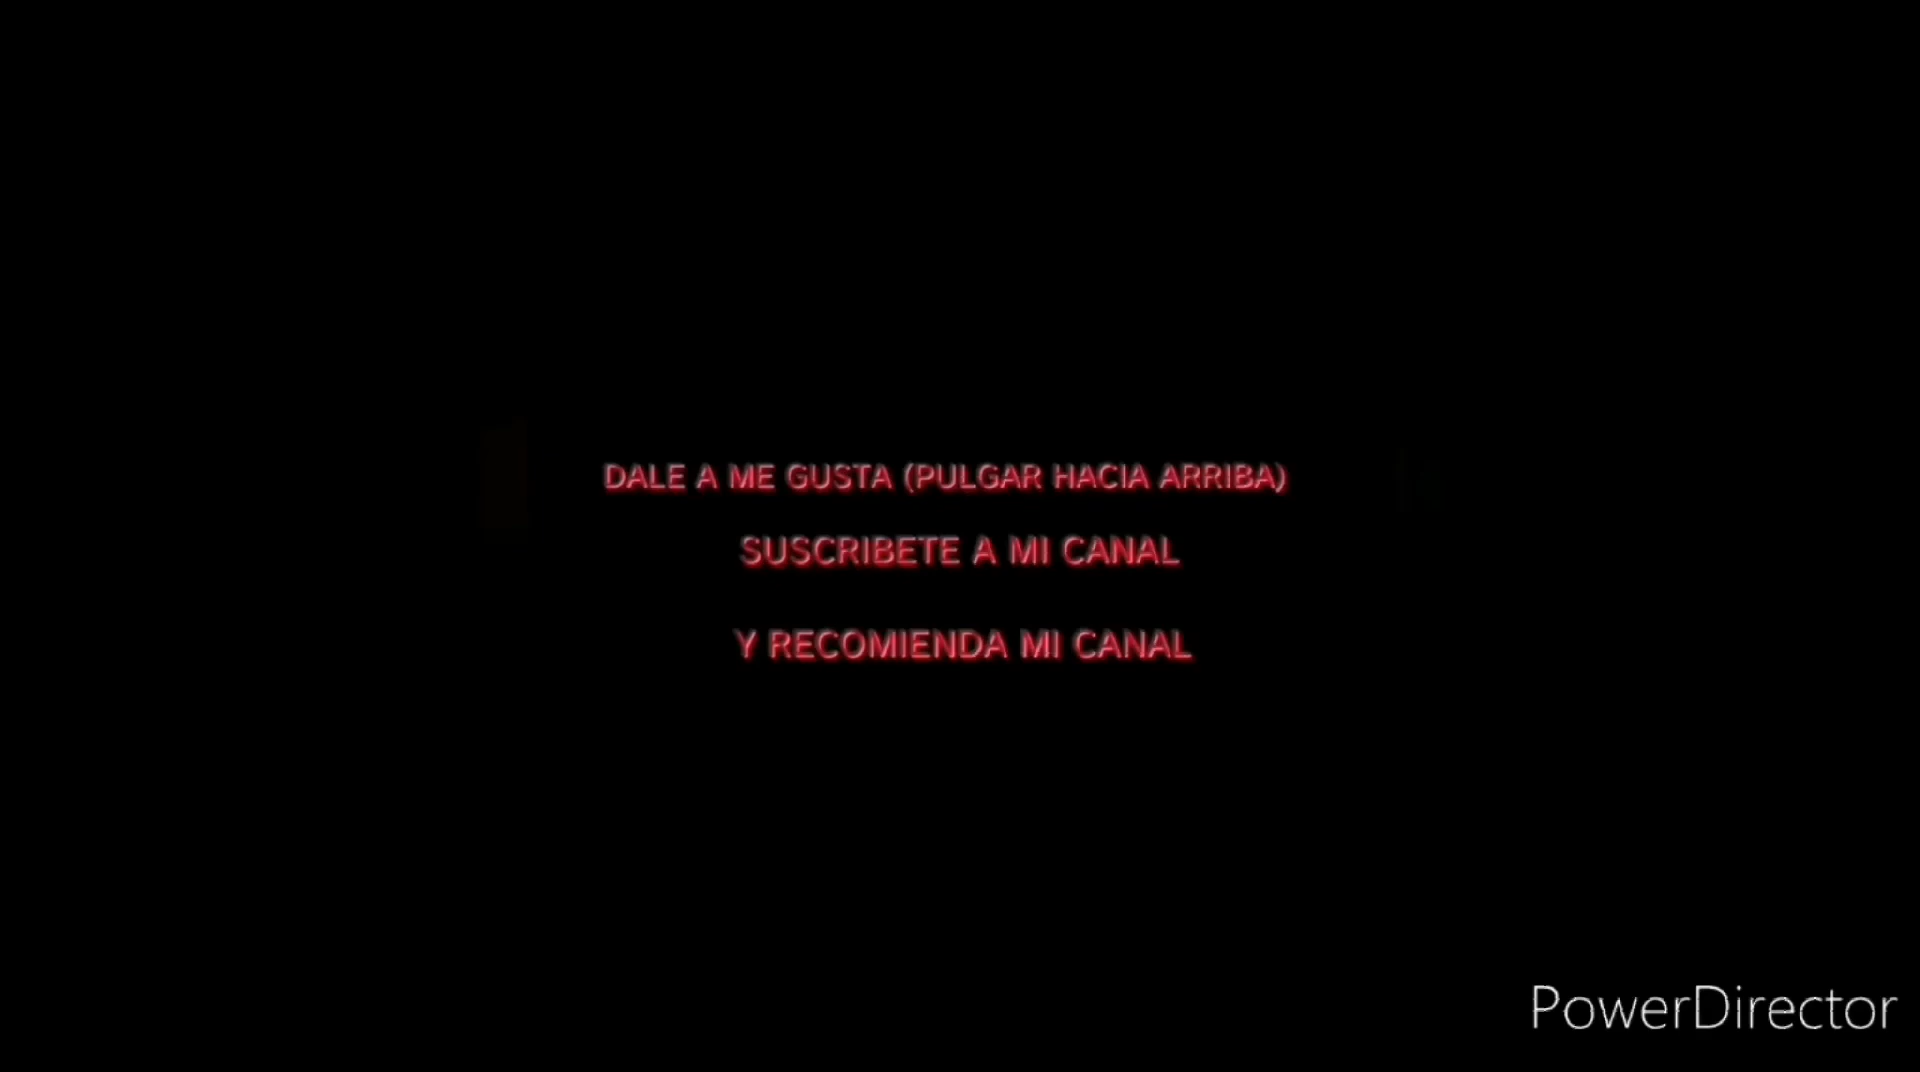 DALE A ME GUSTA (PULGAR HACIA ARRIBA)
SUSCRIBETE A MI CANAL
Y RECOMIENDA MI CANAL
PowerDirector